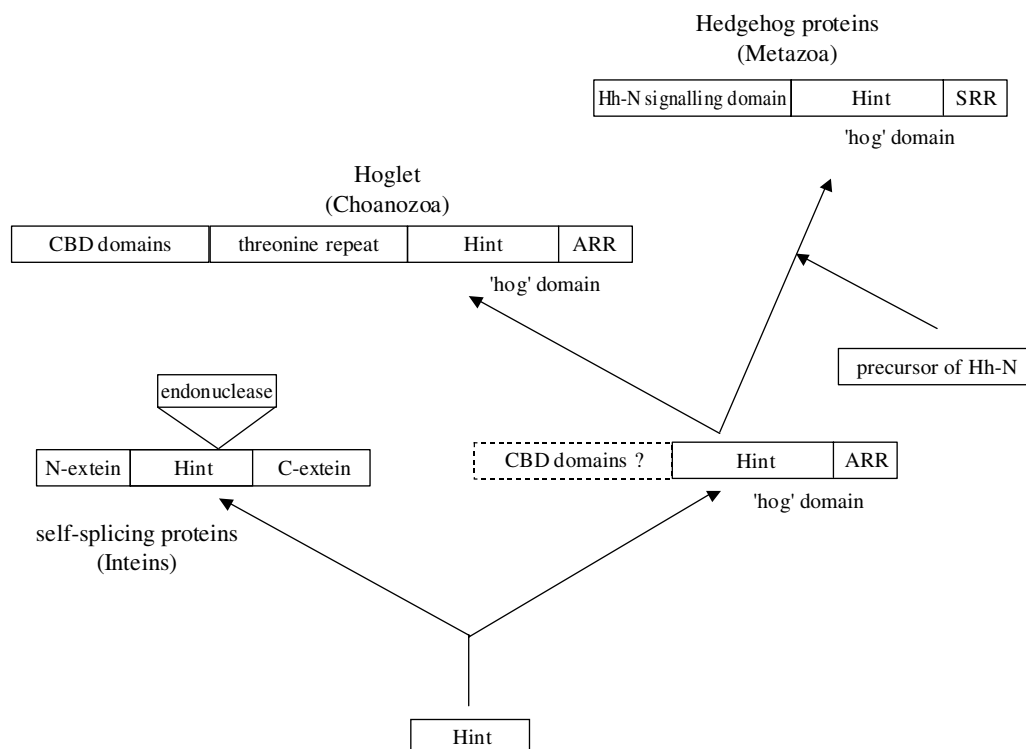 Hedgehog proteins
(Metazoa)
Hh-N signalling domain
Hint
SRR
'hog' domain
Hoglet
(Choanozoa)
CBD domains
threonine repeat
Hint
ARR
'hog' domain
precursor of Hh-N
endonuclease
N-extein
Hint
C-extein
self-splicing proteins
(Inteins)
CBD domains ?
Hint
ARR
'hog' domain
Hint